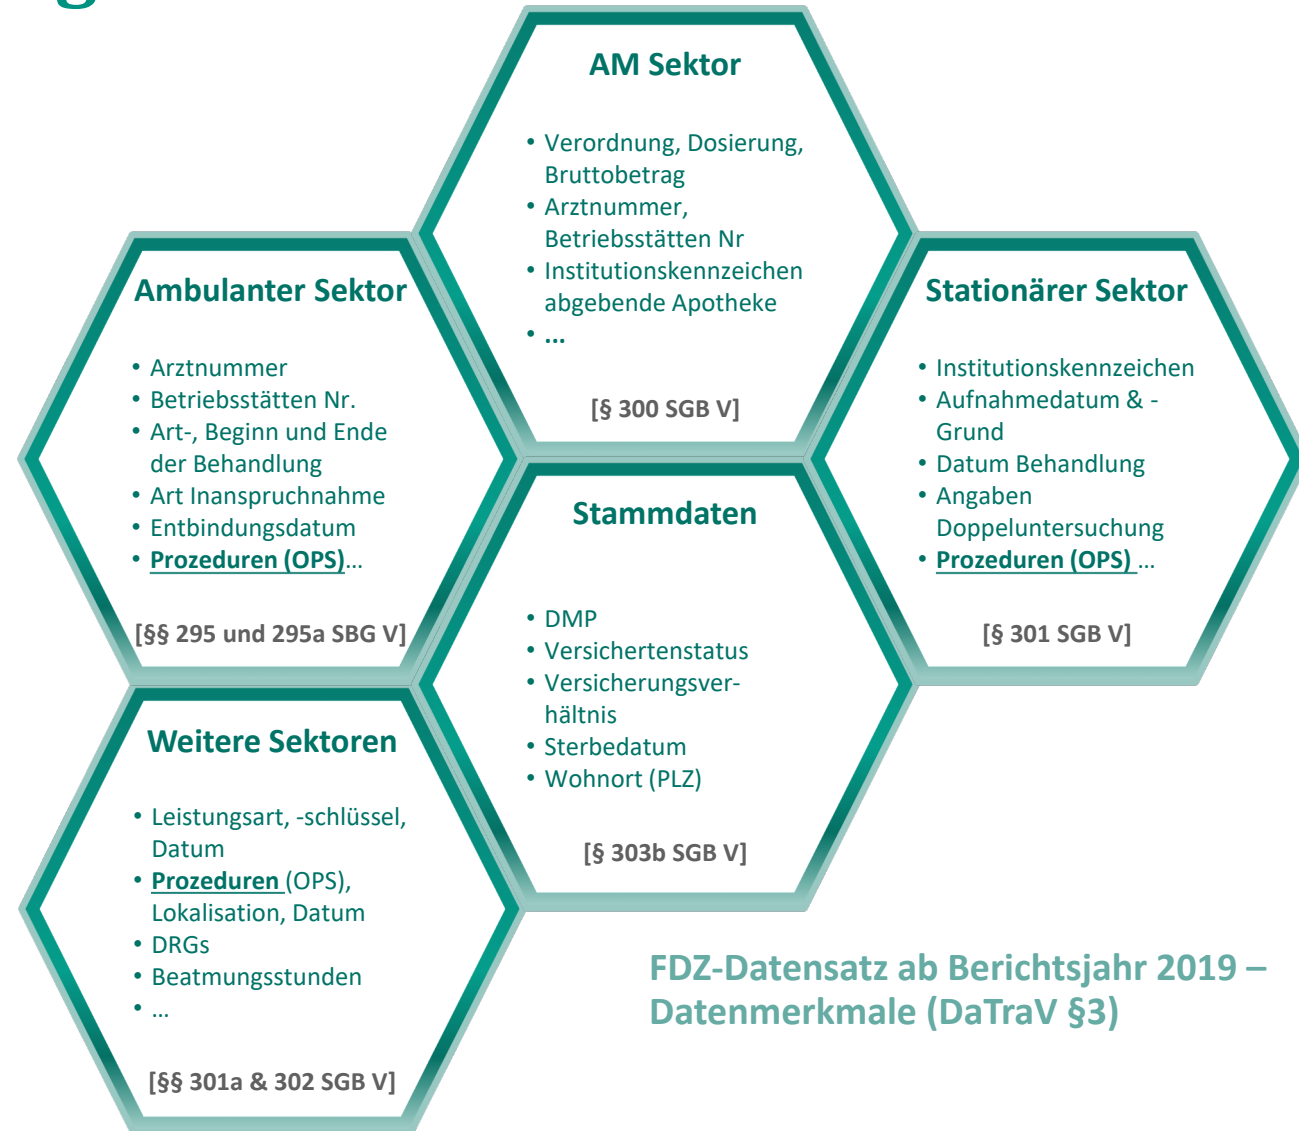 g
AM Sektor
• Verordnung, Dosierung,
Bruttobetrag
• Arztnummer,
Betriebsstätten Nr
• Institutionskennzeichen
abgebende Apotheke
• ...
[§ 300 SGB V]
Ambulanter Sektor
• Arztnummer
• Betriebsstätten Nr.
• Art-, Beginn und Ende
der Behandlung
• Art Inanspruchnahme
• Entbindungsdatum
• Prozeduren (OPS)...
[§§ 295 und 295a SBG V]
Stationärer Sektor
• Institutionskennzeichen
• Aufnahmedatum & -
Grund
• Datum Behandlung
• Angaben
Doppeluntersuchung
• Prozeduren (OPS) ...
[§ 301 SGB V]
Stammdaten
• DMP
• Versichertenstatus
• Versicherungsver-
hältnis
• Sterbedatum
• Wohnort (PLZ)
[§ 303b SGB V]
Weitere Sektoren
• Leistungsart, -schlüssel,
Datum
• Prozeduren (OPS),
Lokalisation, Datum
• DRGs
• Beatmungsstunden
• ...
[§§ 301a & 302 SGB V]
FDZ-Datensatz ab Berichtsjahr 2019 –
Datenmerkmale (DaTraV §3)